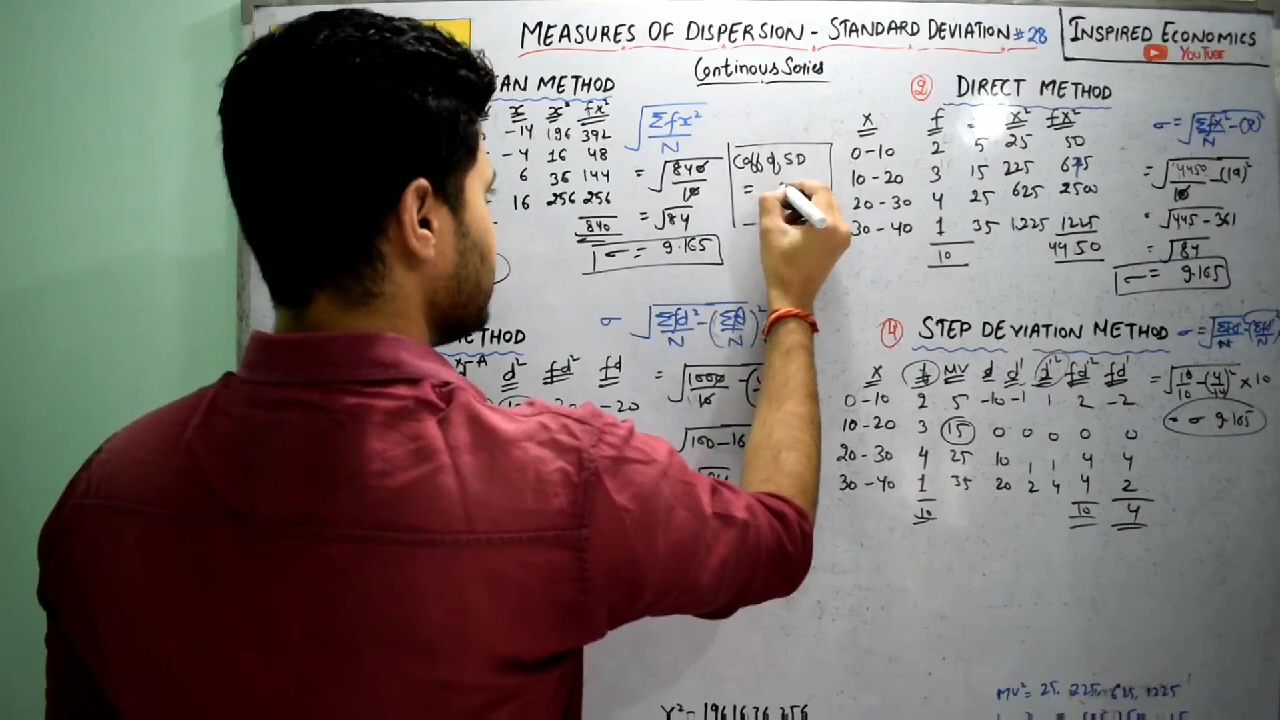 MEASURES OF DISPERSION - STANDARD DEVIATION #28
INSPIRED ECONOMICS
YOUTUBE
Continous Series
AN METHOD
x x² fx²
-14 196 392
-4 16 48
6 36 144
16 256 256
840
√Σfx²/N
= √840/10
= √84
σ = 9.165
Coff of SD
=
② DIRECT METHOD
X f X² fX²
0-10 2 5 25 50
10-20 3 15 225 675
20-30 4 25 625 2500
30-40 1 35 1225 1225
10 4450
σ = √ΣfX²/N - (X̄)²
= √4450/10 - (19)²
= √445-361
= √84
σ = 9.165
METHOD
X-A d² fd² fd
-20
σ √Σfd²/N - (Σfd/N)²
= √1000/10
√100-16
④ STEP DEVIATION METHOD
X f MV d d' d'² fd'² fd'
0-10 2 5 -10 -1 1 2 -2
10-20 3 15 0 0 0 0 0
20-30 4 25 10 1 1 4 4
30-40 1 35 20 2 4 4 2
10 10 4
= √10/10 - (4/10)² × 10
= σ 9.165
MV² = 25, 225, 625, 1225